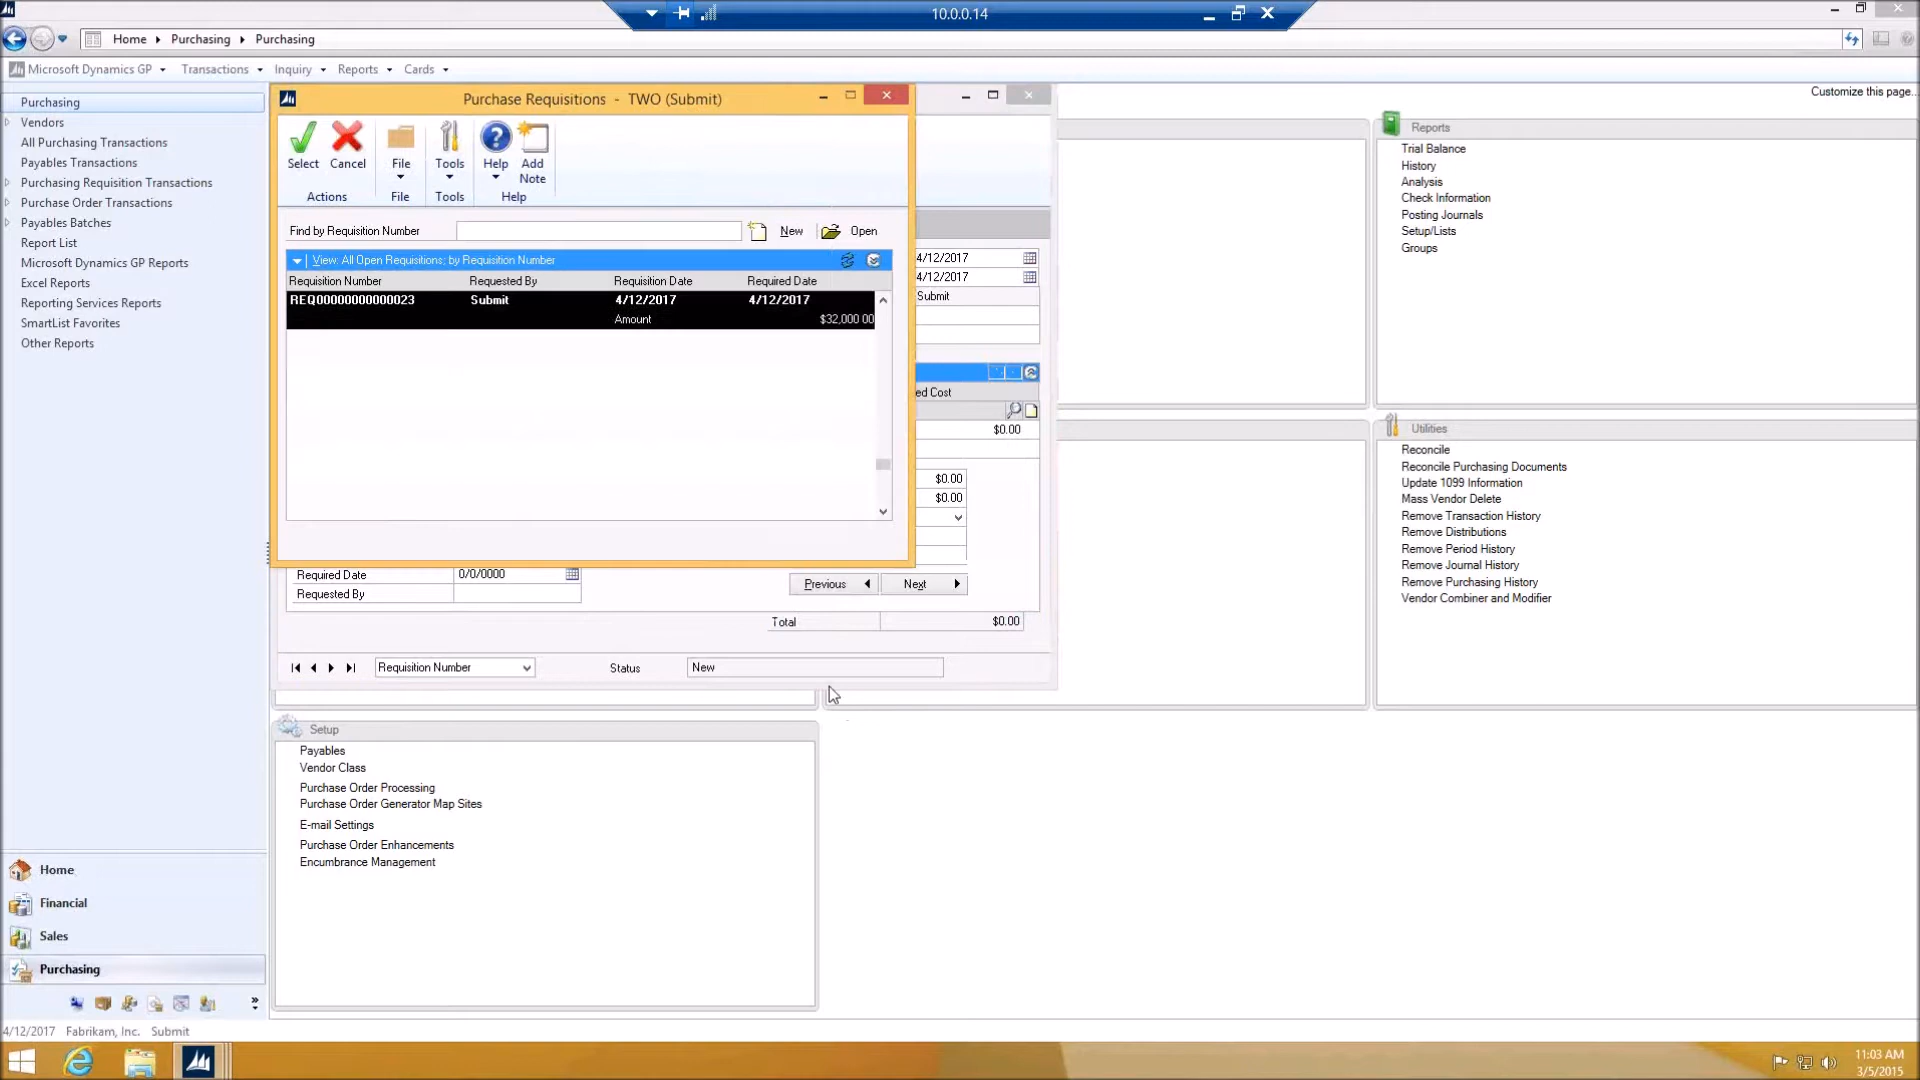 10.0.0.14
Home Purchasing Purchasing
Microsoft Dynamics GP Transactions Inquiry Reports Cards
Customize this page...
Purchasing
Vendors
All Purchasing Transactions
Payables Transactions
Purchasing Requisition Transactions
Purchase Order Transactions
Payables Batches
Report List
Microsoft Dynamics GP Reports
Excel Reports
Reporting Services Reports
SmartList Favorites
Other Reports
Home
Financial
Sales
Purchasing
Purchase Requisitions - TWO (Submit)
Select Cancel File Tools Help Add Note
Actions File Tools Help
Find by Requisition Number New Open
View: All Open Requisitions; by Requisition Number
Requisition Number Requested By Requisition Date Required Date
REQ00000000000023 Submit 4/12/2017 4/12/2017
Amount $32,000.00
4/12/2017
4/12/2017
Submit
ed Cost
$0.00
$0.00
$0.00
Required Date 0/0/0000
Previous Next
Requested By
Total $0.00
Requisition Number Status New
Setup
Payables
Vendor Class
Purchase Order Processing
Purchase Order Generator Map Sites
E-mail Settings
Purchase Order Enhancements
Encumbrance Management
Reports
Trial Balance
History
Analysis
Check Information
Posting Journals
Setup/Lists
Groups
Utilities
Reconcile
Reconcile Purchasing Documents
Update 1099 Information
Mass Vendor Delete
Remove Transaction History
Remove Distributions
Remove Period History
Remove Journal History
Remove Purchasing History
Vendor Combiner and Modifier
4/12/2017 Fabrikam, Inc. Submit
11:03 AM
3/5/2015